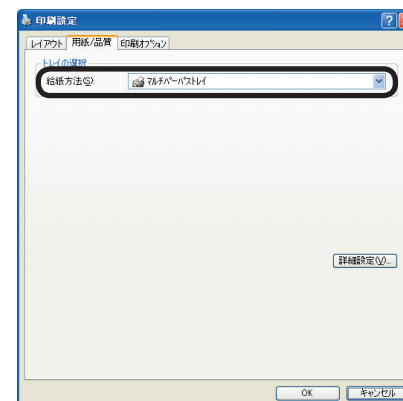 印刷設定
レイアウト 用紙/品質 印刷ｵﾌﾟｼｮﾝ
トレイの選択
給紙方法(S): ﾏﾙﾁﾊﾟｰﾊﾟｽﾄﾚｲ
詳細設定(V)...
OK キャンセル